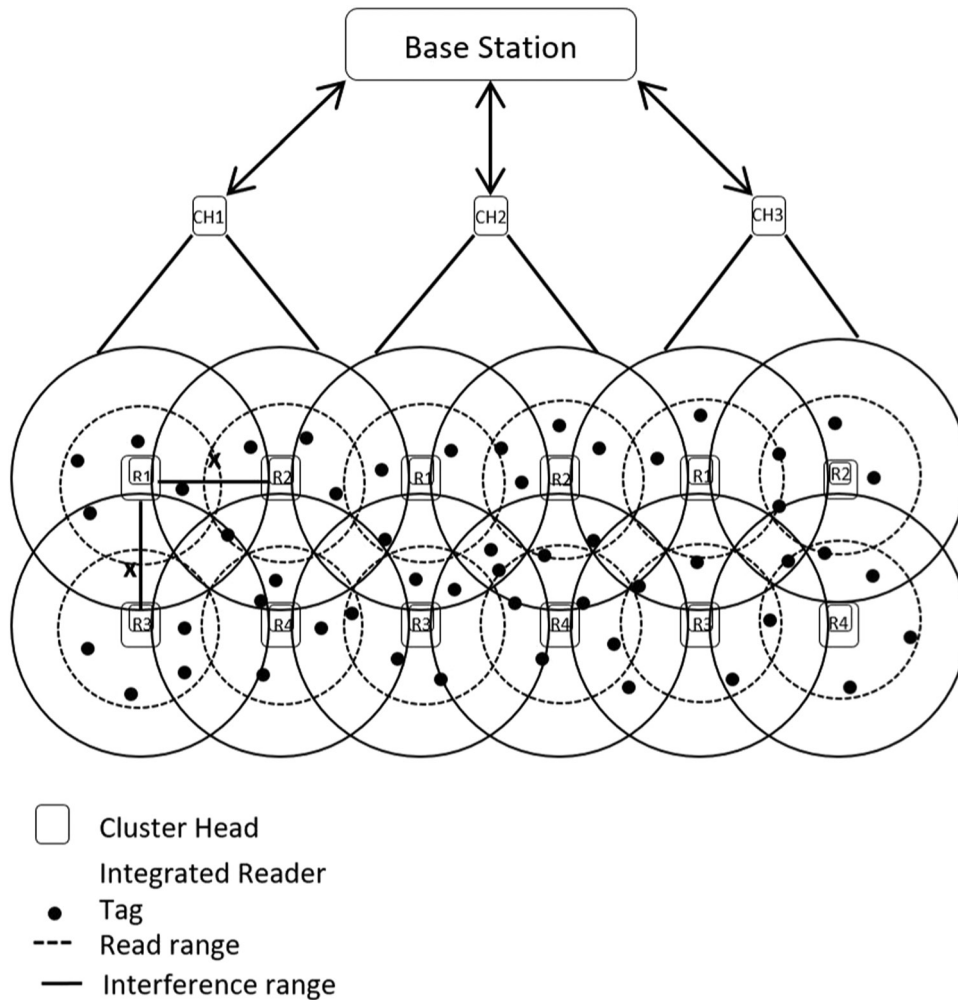 Base Station
CH1 CH2 CH3
x
R1 R2 R1 R2 R1 R2
x
R3 R4 R3 R4 R3 R4
Cluster Head
Integrated Reader
Tag
Read range
Interference range